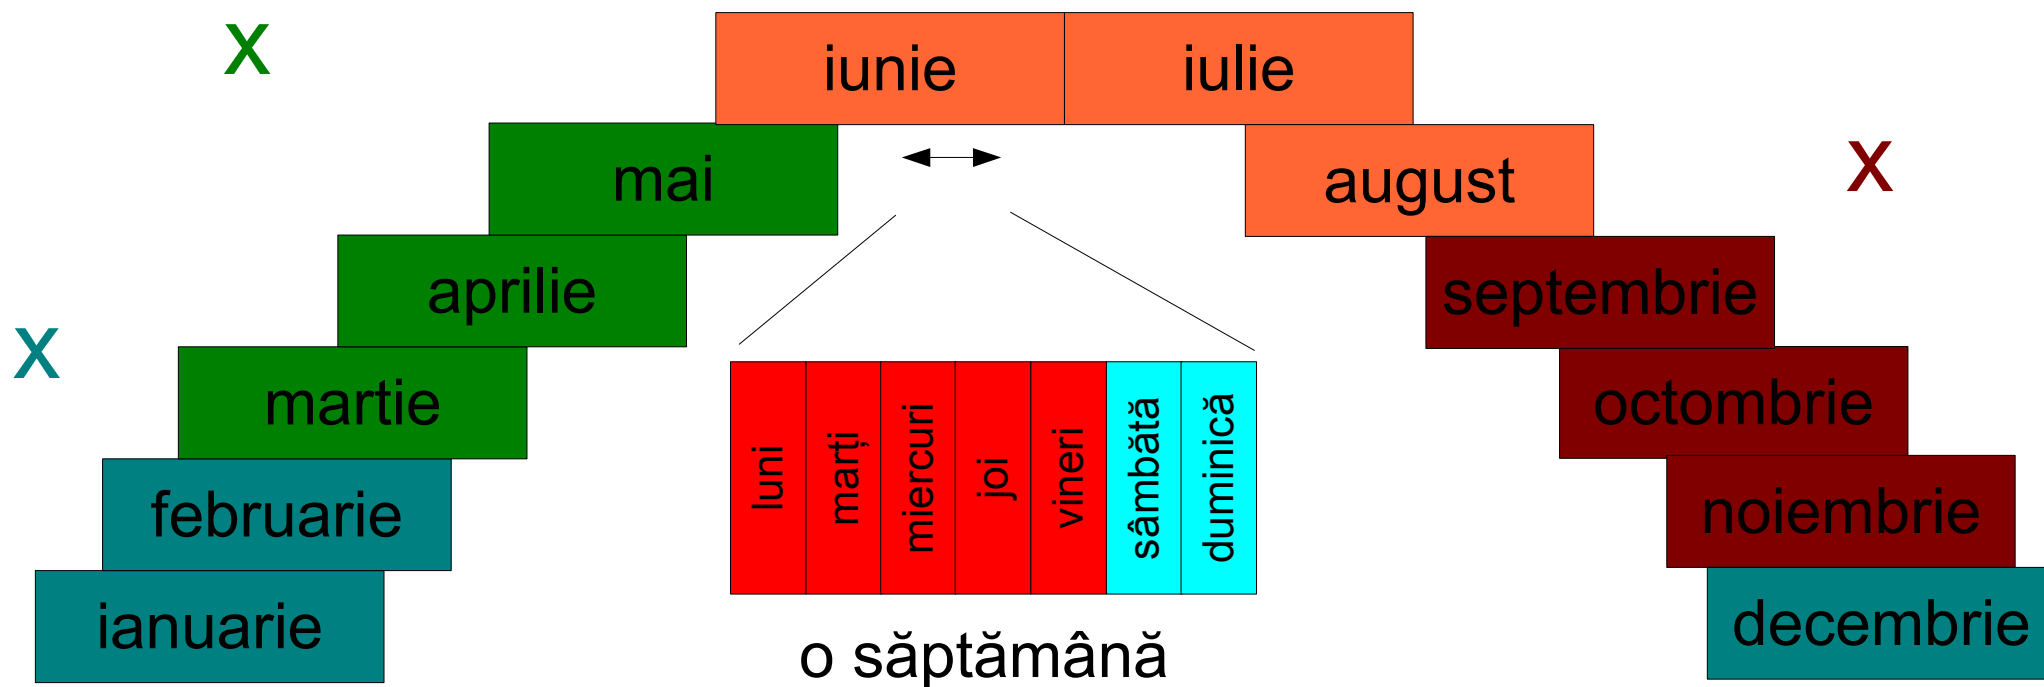 x
iunie iulie
mai
august
x
aprilie
septembrie
x
martie
octombrie
februarie
noiembrie
ianuarie
decembrie
luni
marți
miercuri
joi
vineri
sâmbătă
duminică
o săptămână